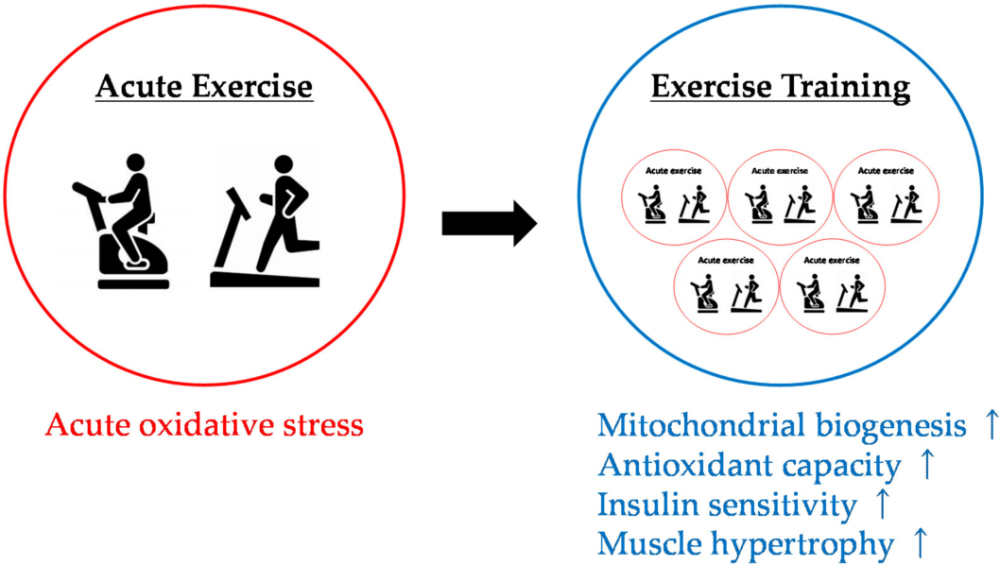 Acute Exercise
Exercise Training
Acute exercise
Acute exercise
Acute exercise
Acute exercise
Acute exercise
Acute oxidative stress
Mitochondrial biogenesis ↑
Antioxidant capacity ↑
Insulin sensitivity ↑
Muscle hypertrophy ↑